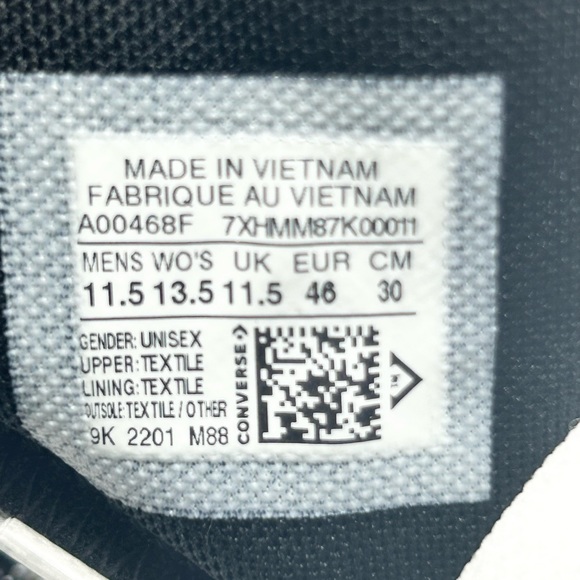 MADE IN VIETNAM
FABRIQUE AU VIETNAM
A00468F 7XHMM87K00011
MENS WO'S UK EUR CM
11.5 13.5 11.5 46 30
GENDER: UNISEX
UPPER: TEXTILE
LINING: TEXTILE
OUTSOLE: TEXTILE / OTHER
9K 2201 M88
CONVERSE